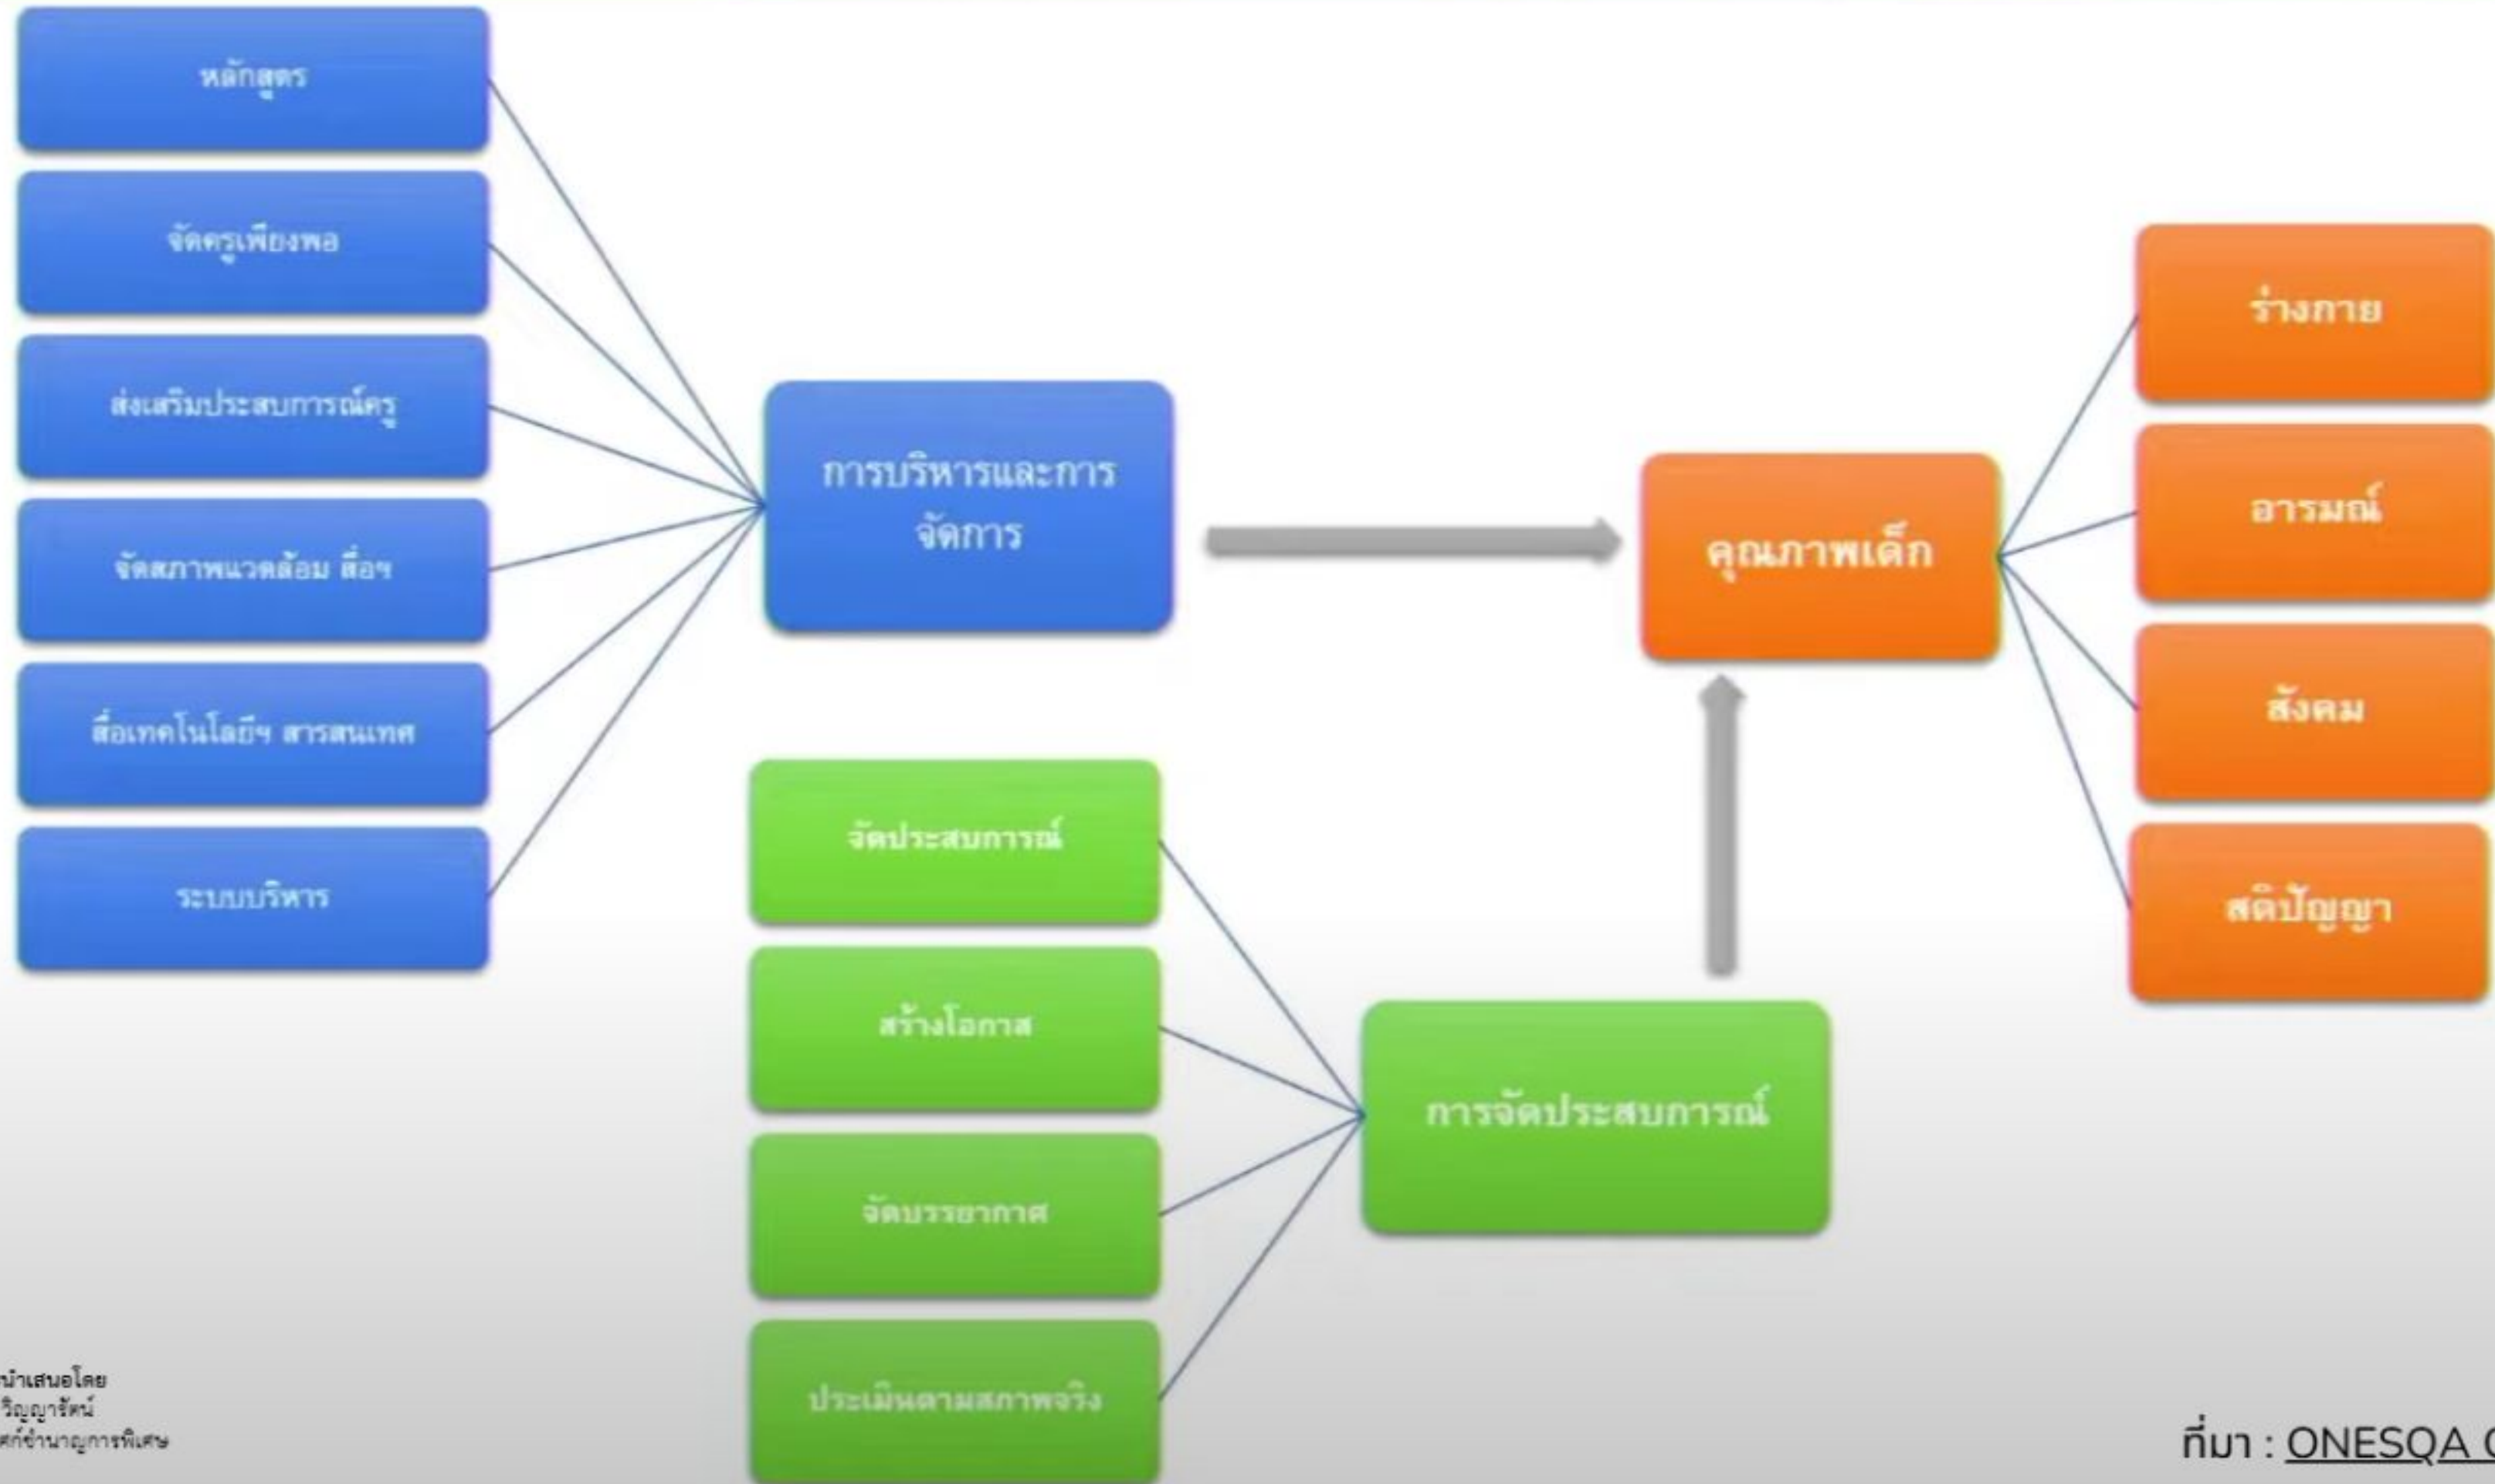 หลักสูตร
จัดครูเพียงพอ
ส่งเสริมประสบการณ์ครู
จัดสภาพแวดล้อม สื่อฯ
สื่อเทคโนโลยีฯ สารสนเทศ
ระบบบริหาร
การบริหารและการ
จัดการ
จัดประสบการณ์
สร้างโอกาส
จัดบรรยากาศ
ประเมินตามสภาพจริง
การจัดประสบการณ์
คุณภาพเด็ก
ร่างกาย
อารมณ์
สังคม
สติปัญญา
นำเสนอโดย
วิญญารัตน์
ศก์ชำนาญการพิเศษ
ที่มา : ONESQA